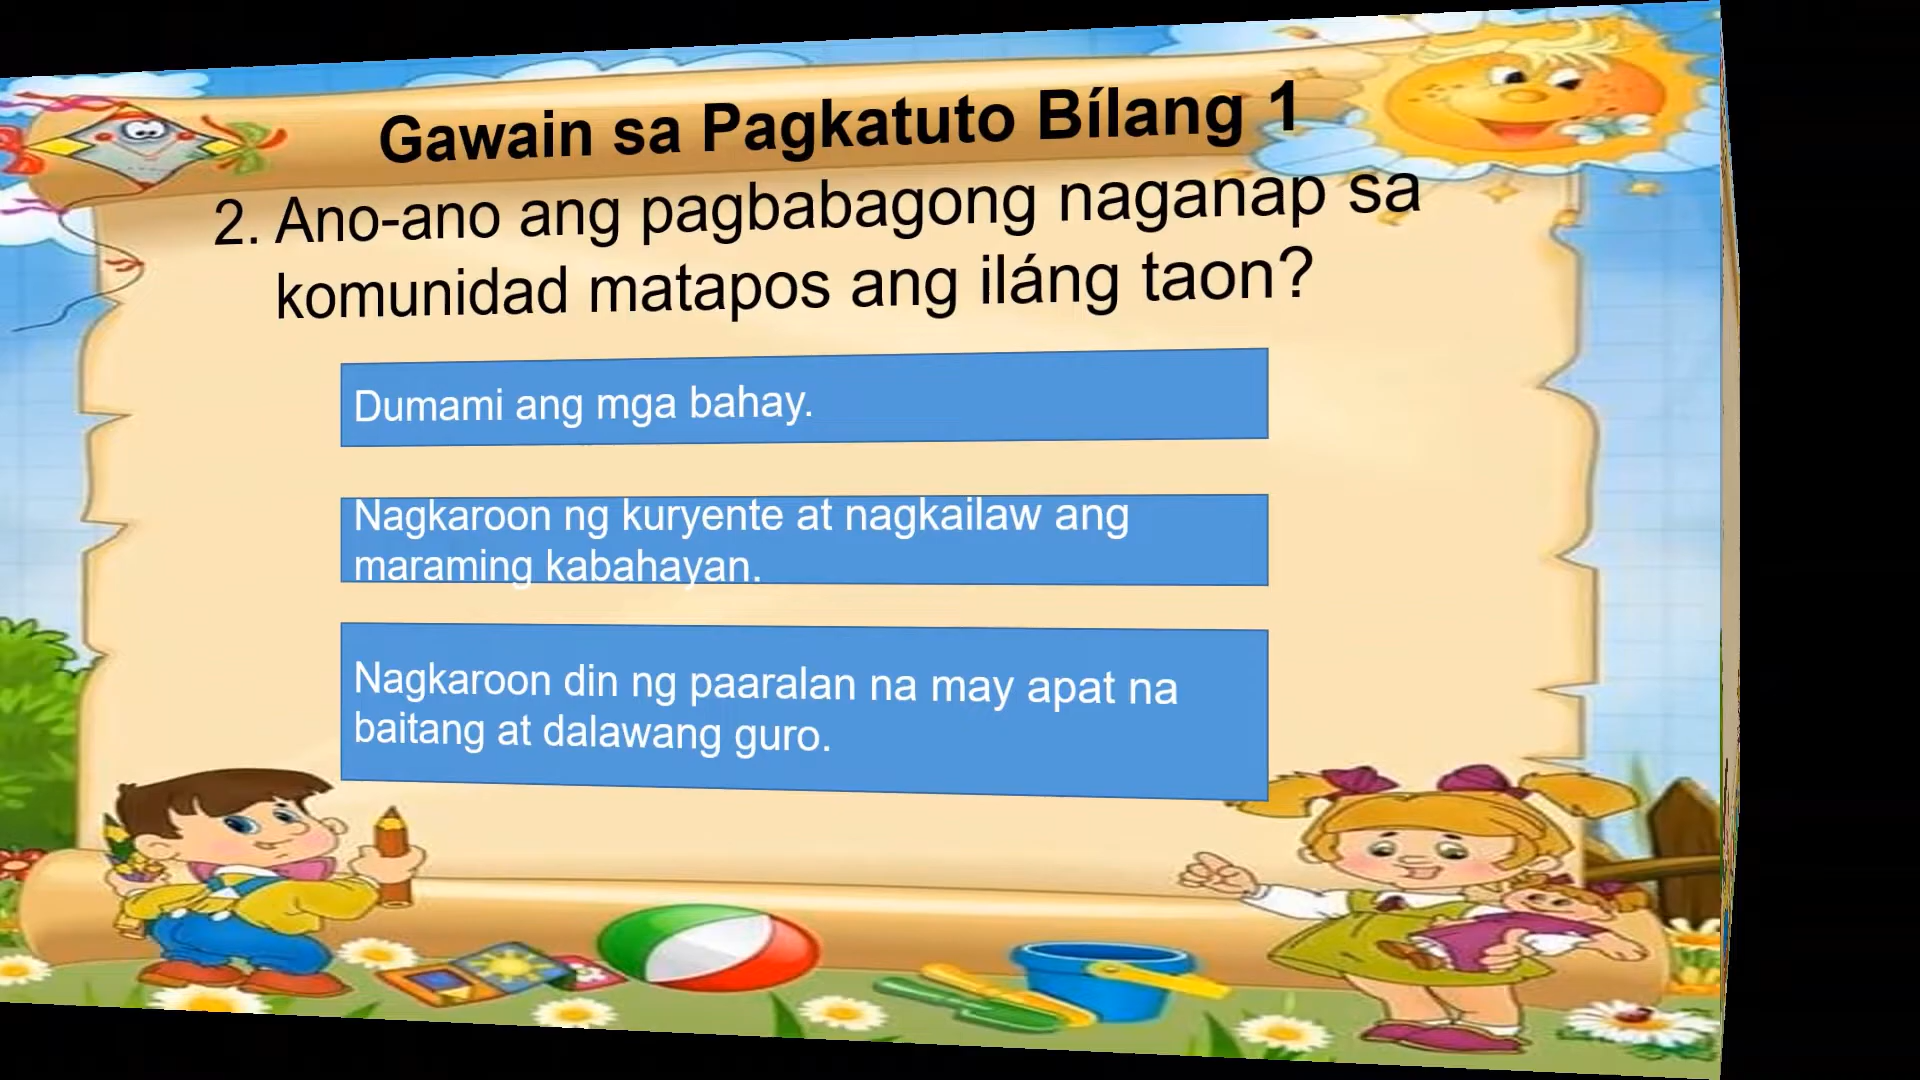 Gawain sa Pagkatuto Bílang 1
2. Ano-ano ang pagbabagong naganap sa
komunidad matapos ang iláng taon?
Dumami ang mga bahay.
Nagkaroon ng kuryente at nagkailaw ang
maraming kabahayan.
Nagkaroon din ng paaralan na may apat na
baitang at dalawang guro.